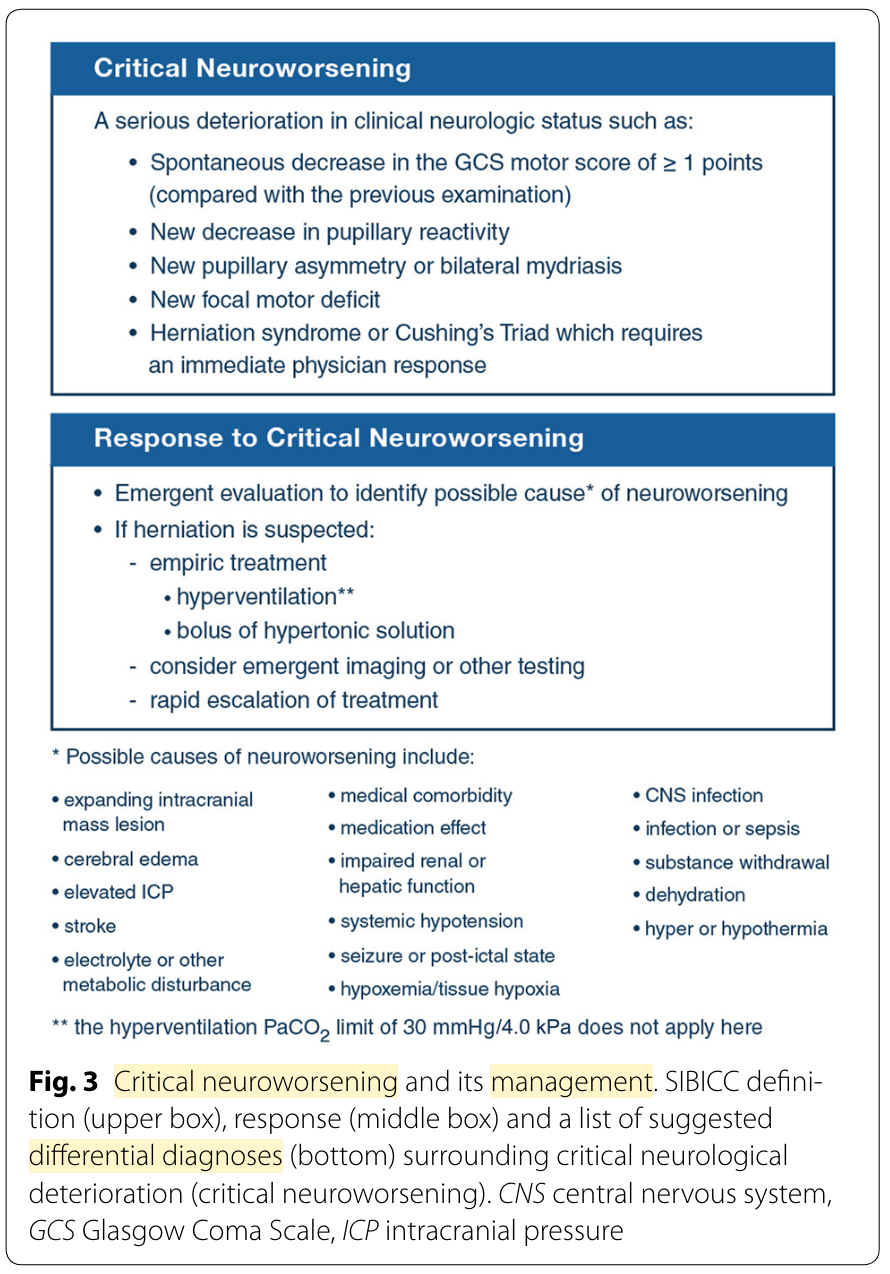 Critical Neuroworsening
A serious deterioration in clinical neurologic status such as:
• Spontaneous decrease in the GCS motor score of ≥ 1 points
(compared with the previous examination)
• New decrease in pupillary reactivity
• New pupillary asymmetry or bilateral mydriasis
• New focal motor deficit
• Herniation syndrome or Cushing's Triad which requires
an immediate physician response
Response to Critical Neuroworsening
• Emergent evaluation to identify possible cause* of neuroworsening
• If herniation is suspected:
- empiric treatment
• hyperventilation**
• bolus of hypertonic solution
- consider emergent imaging or other testing
- rapid escalation of treatment
* Possible causes of neuroworsening include:
• expanding intracranial
mass lesion
• cerebral edema
• elevated ICP
• stroke
• electrolyte or other
metabolic disturbance
• medical comorbidity
• medication effect
• impaired renal or
hepatic function
• systemic hypotension
• seizure or post-ictal state
• hypoxemia/tissue hypoxia
• CNS infection
• infection or sepsis
• substance withdrawal
• dehydration
• hyper or hypothermia
** the hyperventilation PaCO₂ limit of 30 mmHg/4.0 kPa does not apply here
Fig. 3 Critical neuroworsening and its management. SIBICC defini-
tion (upper box), response (middle box) and a list of suggested
differential diagnoses (bottom) surrounding critical neurological
deterioration (critical neuroworsening). CNS central nervous system,
GCS Glasgow Coma Scale, ICP intracranial pressure